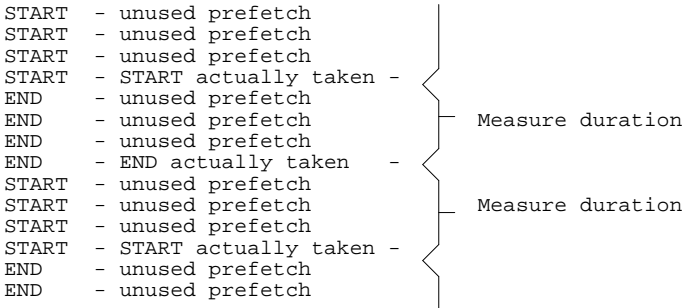 START - unused prefetch
START - unused prefetch
START - unused prefetch
START - START actually taken -
END - unused prefetch
END - unused prefetch Measure duration
END - unused prefetch
END - END actually taken -
START - unused prefetch
START - unused prefetch Measure duration
START - unused prefetch
START - START actually taken -
END - unused prefetch
END - unused prefetch